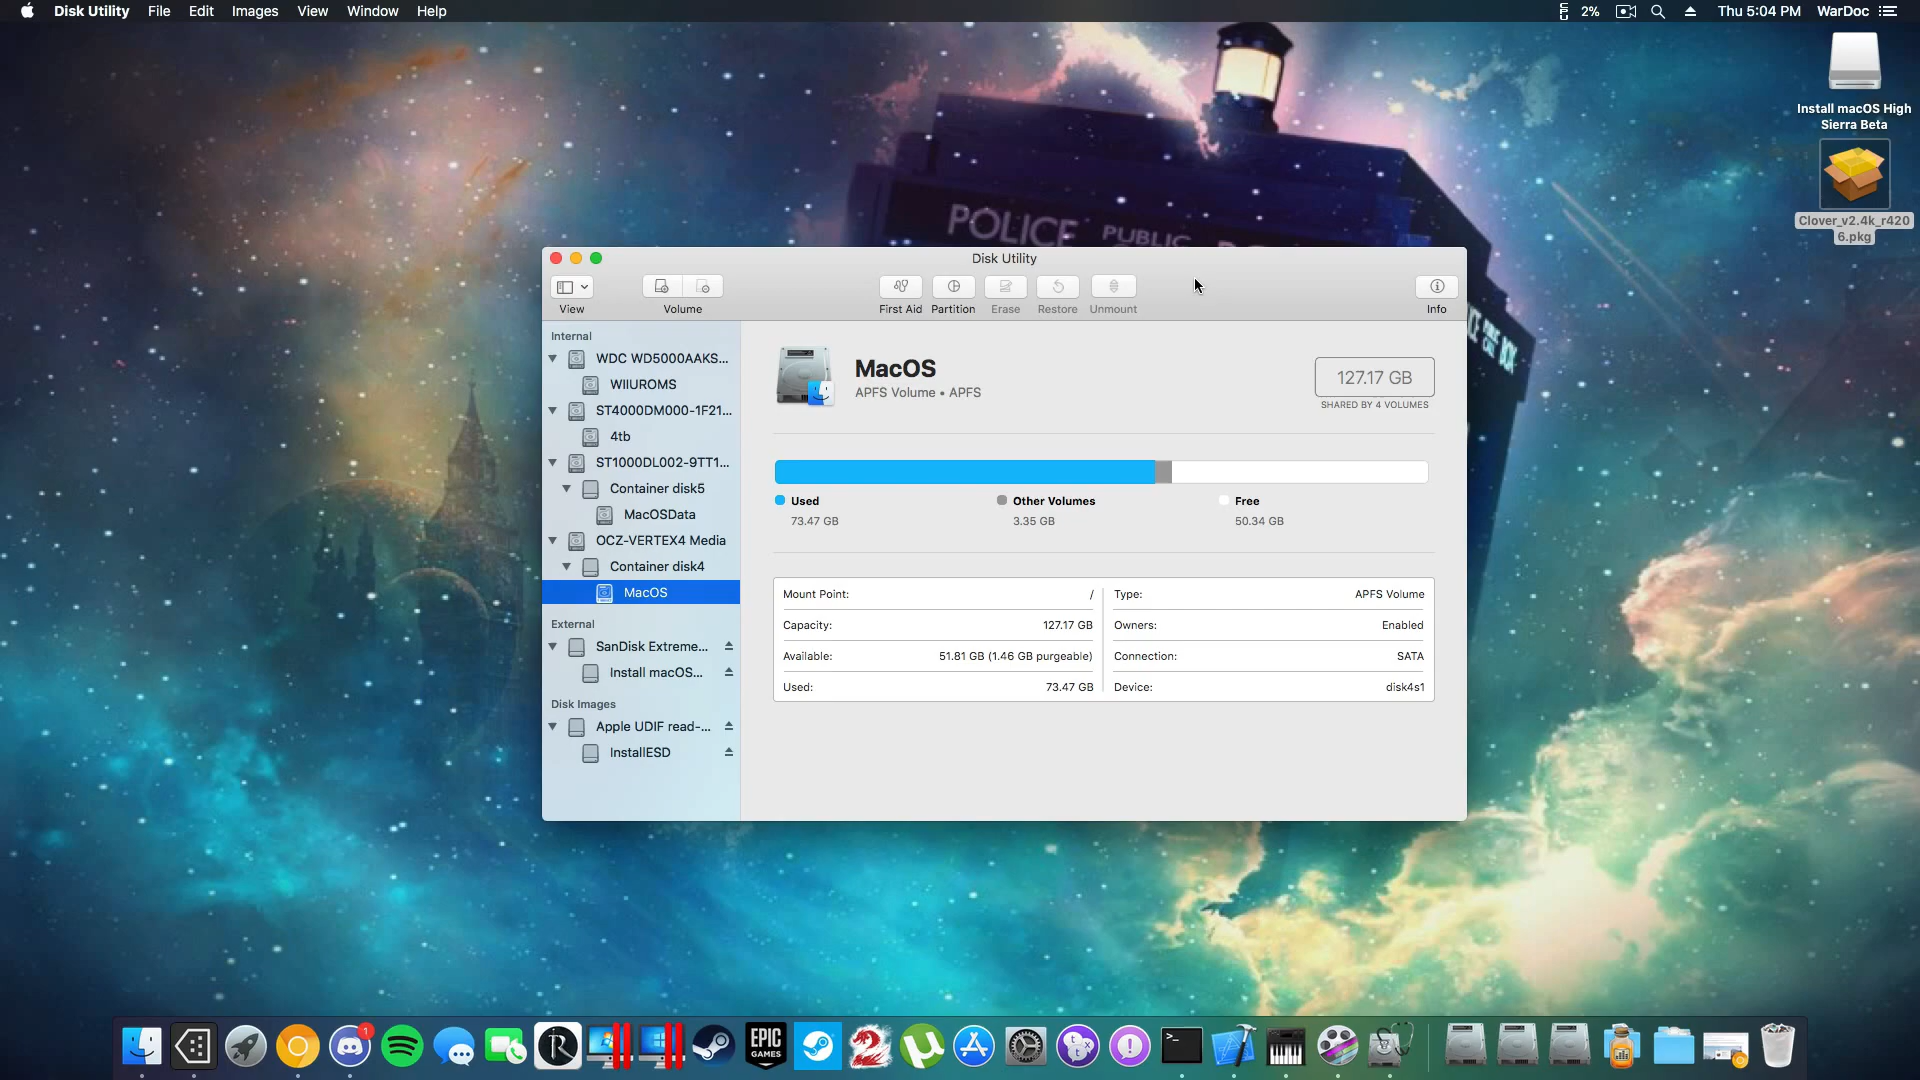 Disk Utility File Edit Images View Window Help
2% Thu 5:04 PM WarDoc
Install macOS High
Sierra Beta
Clover_v2.4k_r420
6.pkg
POLICE PUBLIC
BOX
Disk Utility
View Volume First Aid Partition Erase Restore Unmount Info
Internal
WDC WD5000AAKS...
WIIUROMS
ST4000DM000-1F21...
4tb
ST1000DL002-9TT1...
Container disk5
MacOSData
OCZ-VERTEX4 Media
Container disk4
MacOS
External
SanDisk Extreme...
Install macOS...
Disk Images
Apple UDIF read-...
InstallESD
MacOS
APFS Volume • APFS
127.17 GB
SHARED BY 4 VOLUMES
Used Other Volumes Free
73.47 GB 3.35 GB 50.34 GB
Mount Point: / Type: APFS Volume
Capacity: 127.17 GB Owners: Enabled
Available: 51.81 GB (1.46 GB purgeable) Connection: SATA
Used: 73.47 GB Device: disk4s1
1
EPIC
GAMES